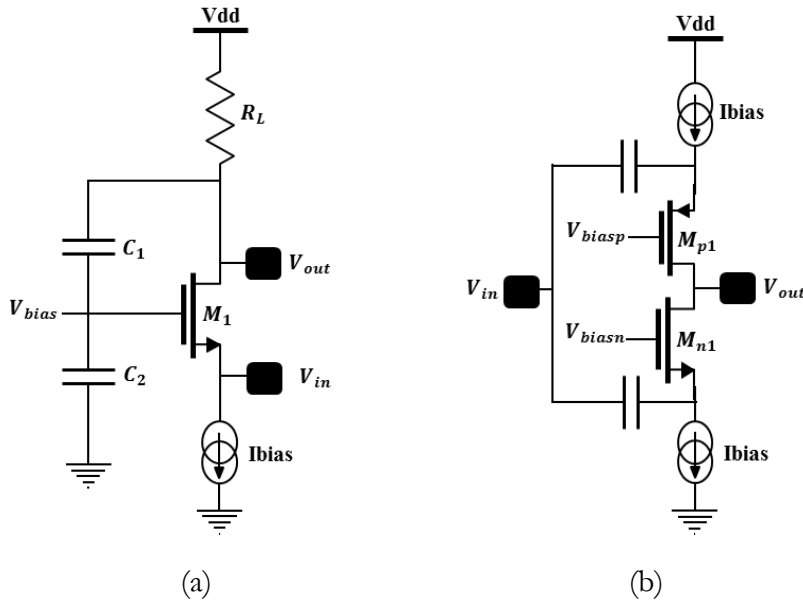 Vdd
R_L
C_1
V_out
V_bias
M_1
C_2
V_in
Ibias
(a)
Vdd
Ibias
V_biasp
M_p1
V_in
V_out
V_biasn
M_n1
Ibias
(b)